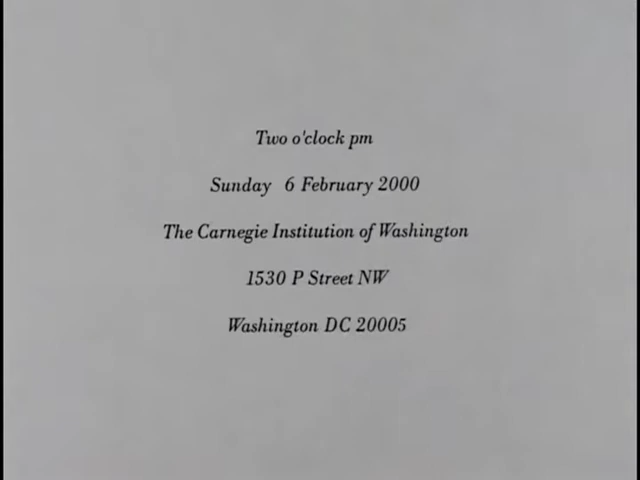 Two o'clock pm
Sunday 6 February 2000
The Carnegie Institution of Washington
1530 P Street NW
Washington DC 20005